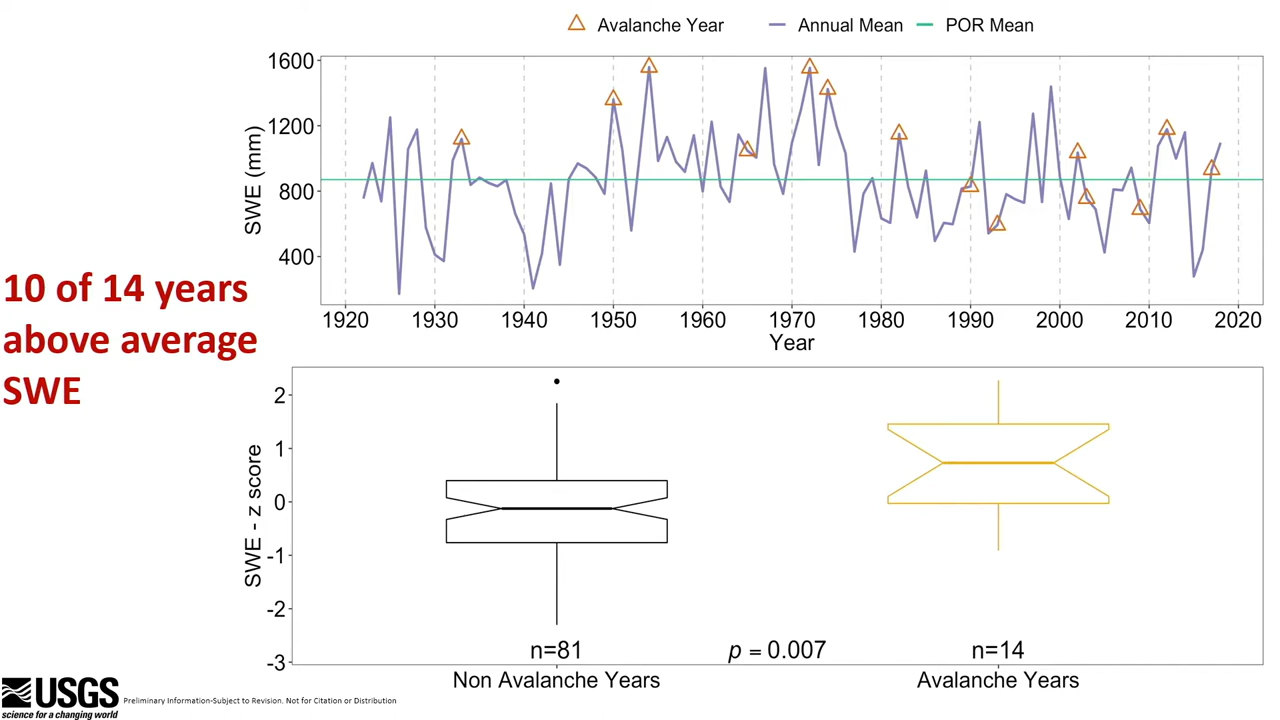 Avalanche Year Annual Mean POR Mean
1600
1200
800
400
SWE (mm)
1920 1930 1940 1950 1960 1970 1980 1990 2000 2010 2020
Year
10 of 14 years
above average
SWE
2
1
0
-1
-2
-3
SWE - z score
n=81 p = 0.007 n=14
Non Avalanche Years Avalanche Years
USGS
science for a changing world
Preliminary Information-Subject to Revision. Not for Citation or Distribution